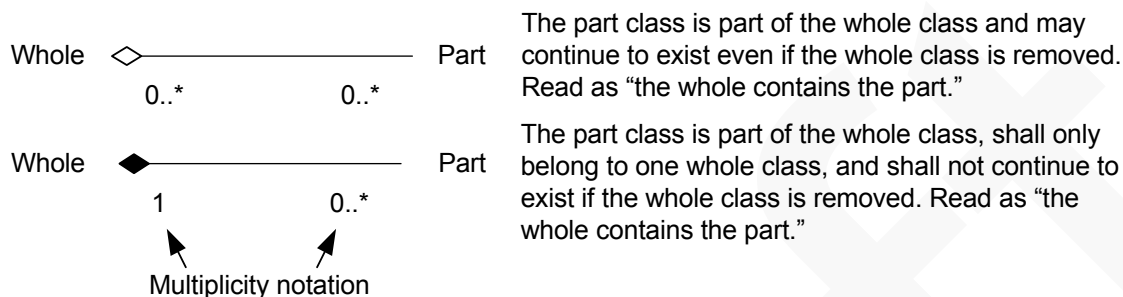 The part class is part of the whole class and may
Whole Part continue to exist even if the whole class is removed.
0..* 0..* Read as “the whole contains the part.”
The part class is part of the whole class, shall only
Whole Part belong to one whole class, and shall not continue to
1 0..* exist if the whole class is removed. Read as “the
whole contains the part.”
Multiplicity notation